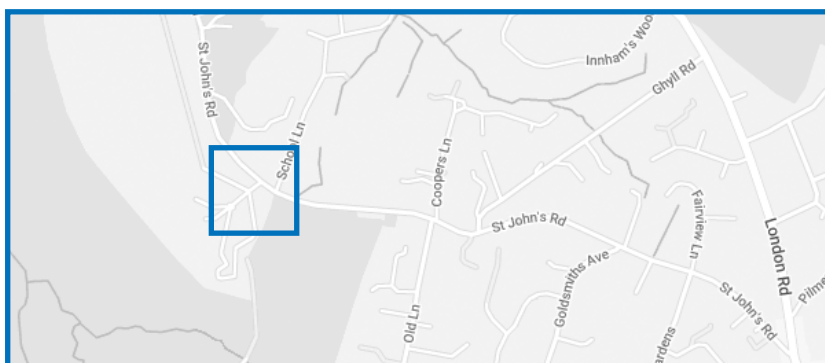 St John's Rd
School Ln
Innham's Woo
Ghyll Rd
Coopers Ln
St John's Rd
Fairview Ln
London Rd
Goldsmiths Ave
St John's Rd
Pilme
Old Ln
ardens